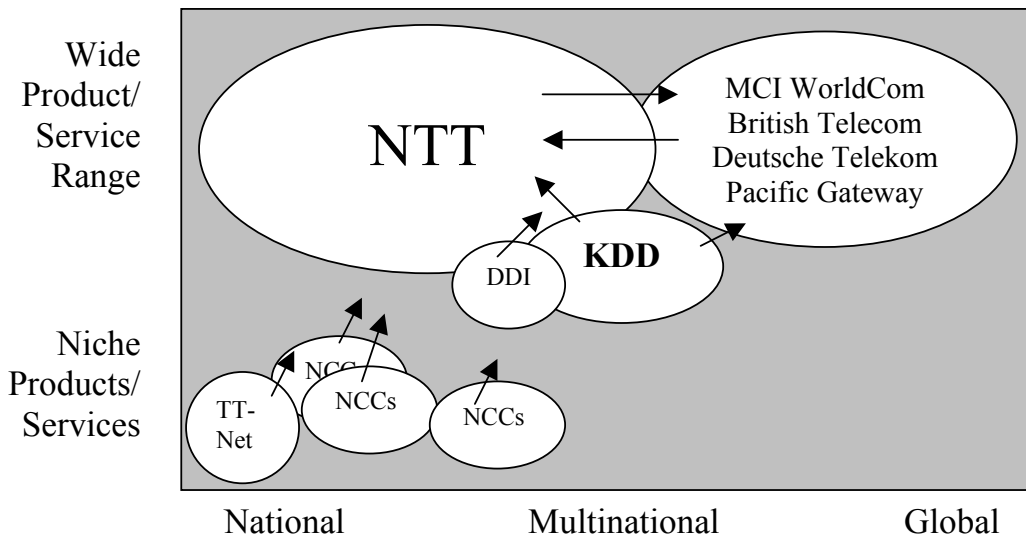 Wide
Product/
Service
Range
NTT
MCI WorldCom
British Telecom
Deutsche Telekom
Pacific Gateway
KDD
DDI
Niche
Products/
Services
NCC
NCCs
NCCs
TT-
Net
National
Multinational
Global